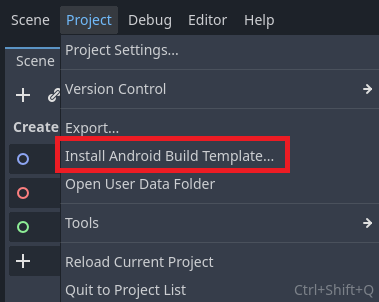 Scene Project Debug Editor Help
Scene
Project Settings...
Version Control
Create
Export...
Install Android Build Template...
Open User Data Folder
Tools
Reload Current Project
Quit to Project List Ctrl+Shift+Q